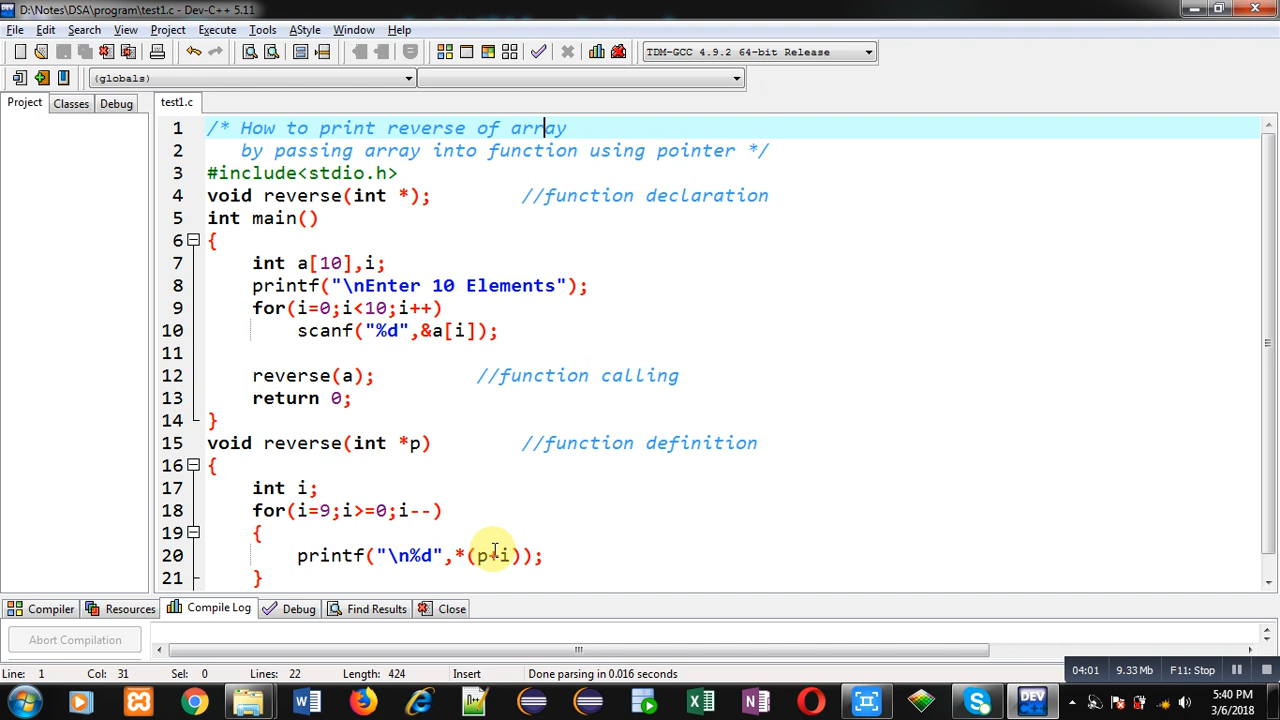 D:\Notes\DSA\program\test1.c - Dev-C++ 5.11
File Edit Search View Project Execute Tools AStyle Window Help
TDM-GCC 4.9.2 64-bit Release
(globals)
Project Classes Debug test1.c
1 /* How to print reverse of array
2 by passing array into function using pointer */
3 #include<stdio.h>
4 void reverse(int *); //function declaration
5 int main()
6 {
7 int a[10],i;
8 printf("\nEnter 10 Elements");
9 for(i=0;i<10;i++)
10 scanf("%d",&a[i]);
11
12 reverse(a); //function calling
13 return 0;
14 }
15 void reverse(int *p) //function definition
16 {
17 int i;
18 for(i=9;i>=0;i--)
19 {
20 printf("\n%d",*(p+i));
21 }
Compiler Resources Compile Log Debug Find Results Close
Abort Compilation
Line: 1 Col: 31 Sel: 0 Lines: 22 Length: 424 Insert Done parsing in 0.016 seconds
04:01 9.33 Mb F11: Stop
DEV
5:40 PM
3/6/2018